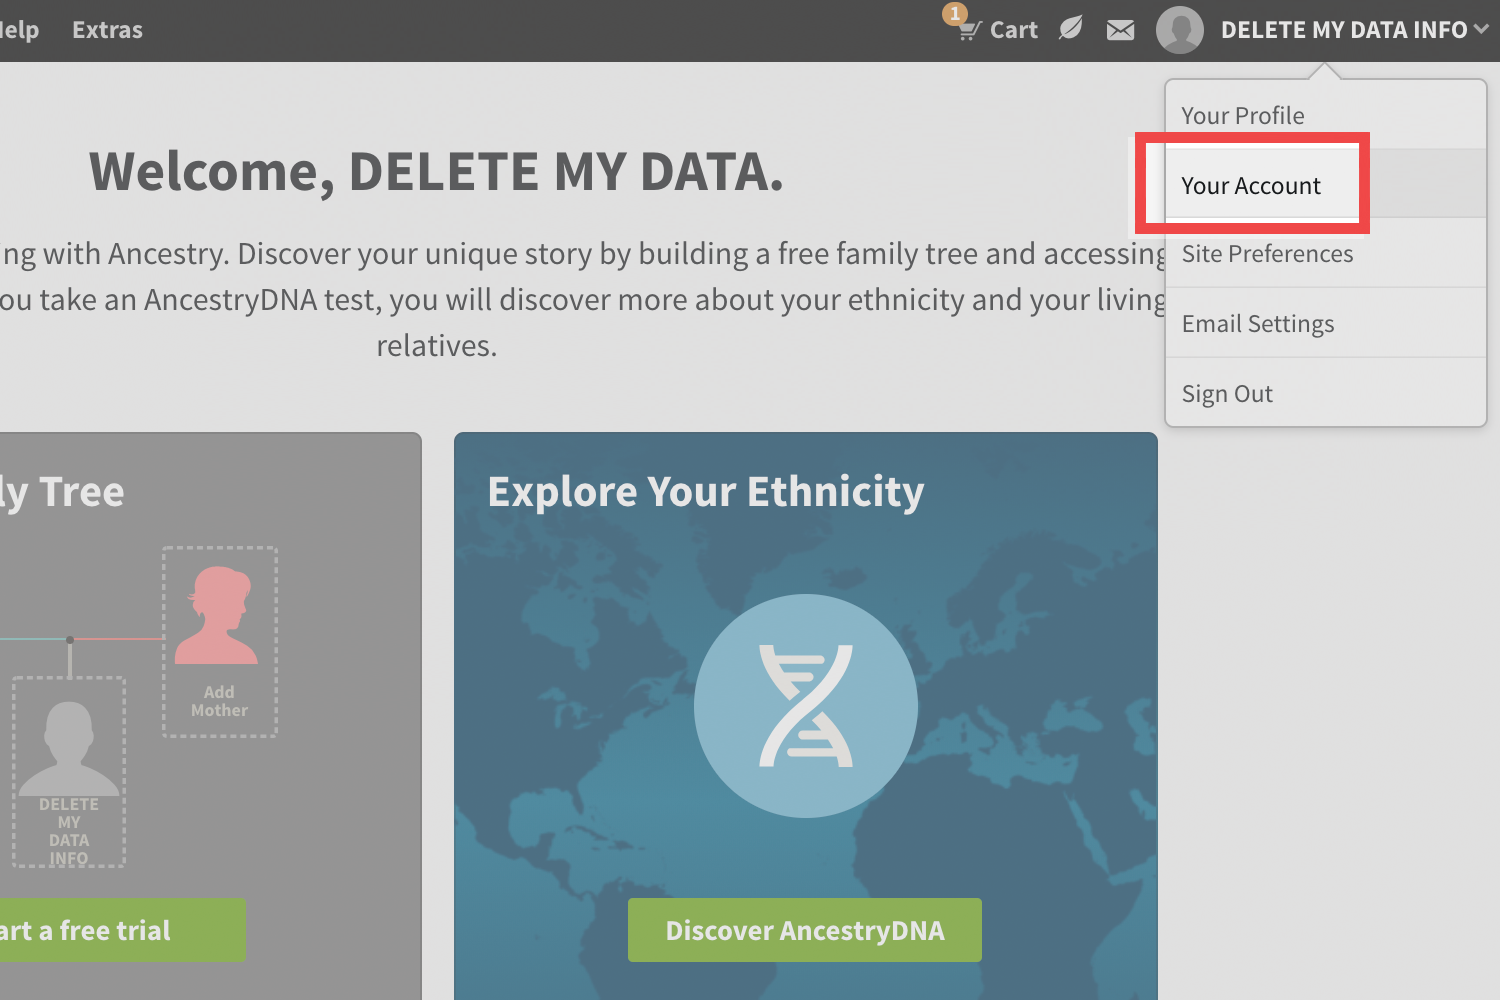 Help Extras 1 Cart DELETE MY DATA INFO
Your Profile
Your Account
Site Preferences
Email Settings
Sign Out
Welcome, DELETE MY DATA.
ng with Ancestry. Discover your unique story by building a free family tree and accessing
ou take an AncestryDNA test, you will discover more about your ethnicity and your living
relatives.
ly Tree
Add
Mother
DELETE
MY
DATA
INFO
art a free trial
Explore Your Ethnicity
Discover AncestryDNA